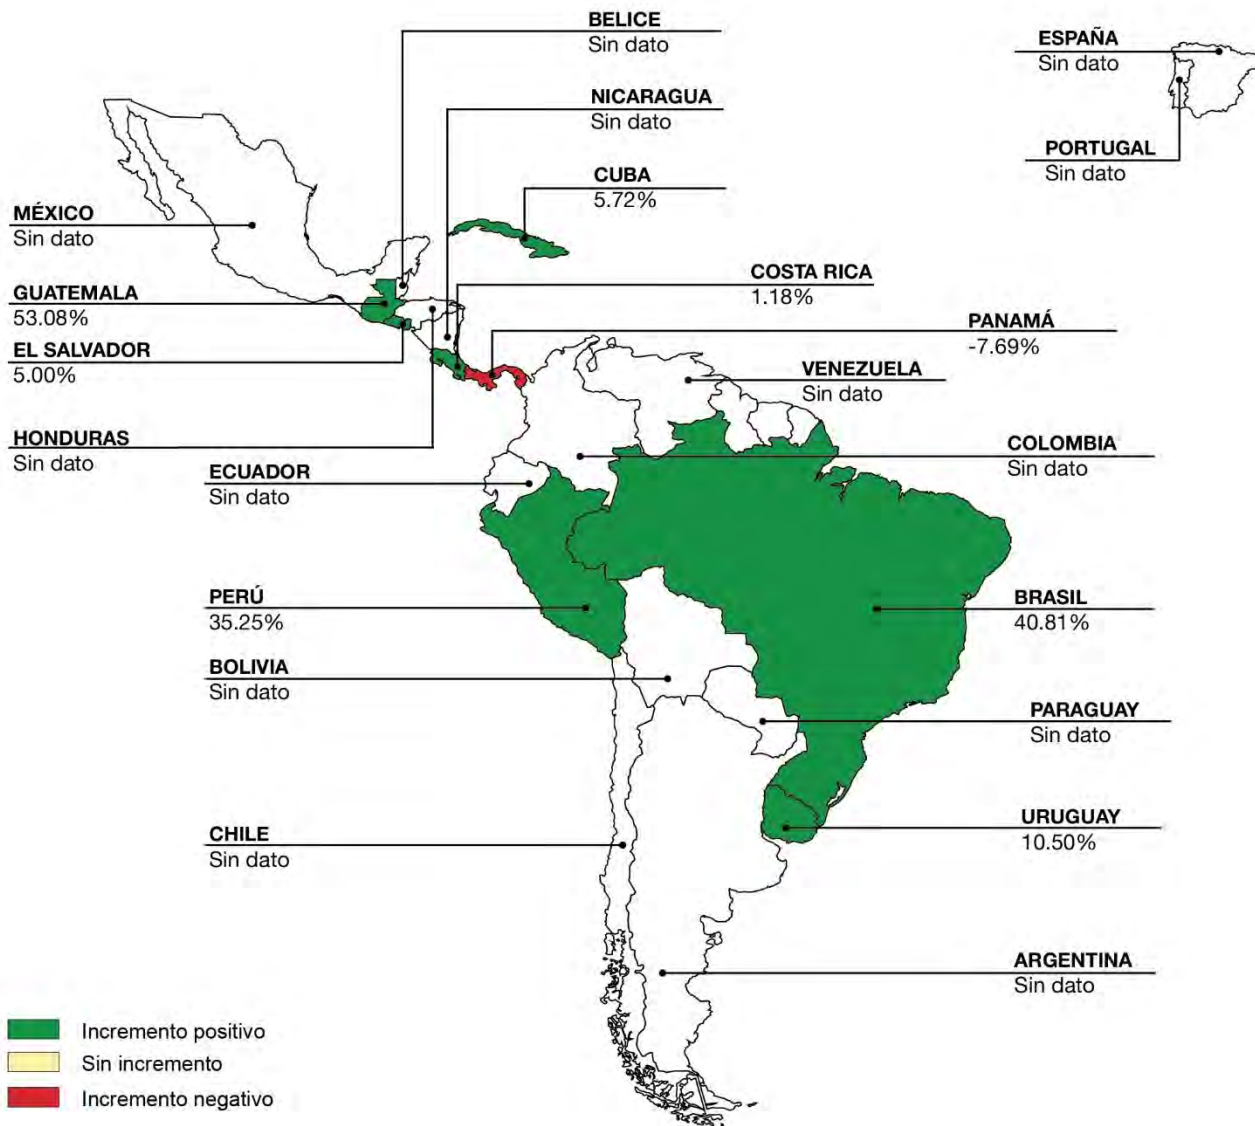 BELICE
Sin dato
ESPAÑA
Sin dato
NICARAGUA
Sin dato
PORTUGAL
Sin dato
CUBA
5.72%
MÉXICO
Sin dato
COSTA RICA
1.18%
GUATEMALA
53.08%
PANAMÁ
-7.69%
EL SALVADOR
5.00%
VENEZUELA
Sin dato
HONDURAS
Sin dato
COLOMBIA
Sin dato
ECUADOR
Sin dato
PERÚ
35.25%
BRASIL
40.81%
BOLIVIA
Sin dato
PARAGUAY
Sin dato
URUGUAY
10.50%
CHILE
Sin dato
ARGENTINA
Sin dato
Incremento positivo
Sin incremento
Incremento negativo